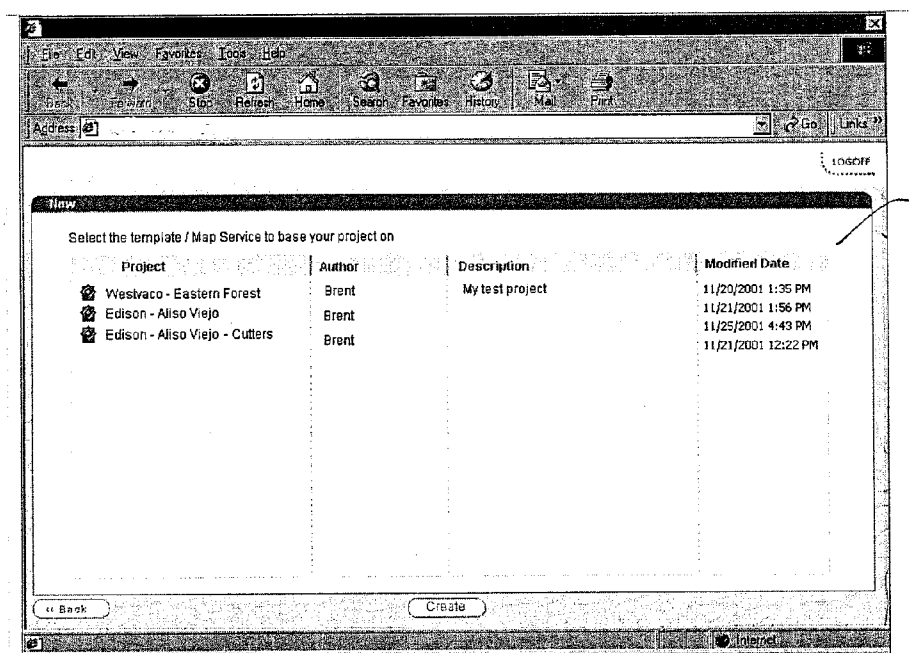 File Edit View Favorites Tools Help
Back Forward Stop Refresh Home Search Favorites History Mail Print
Address Go Links »
LOGOFF
New
Select the template / Map Service to base your project on
Project Author Description Modified Date
Westvaco - Eastern Forest Brent My test project 11/20/2001 1:35 PM
Edison - Aliso Viejo Brent 11/21/2001 1:56 PM
Edison - Aliso Viejo - Cutters Brent 11/25/2001 4:43 PM
11/21/2001 12:22 PM
« Back Create
Internet